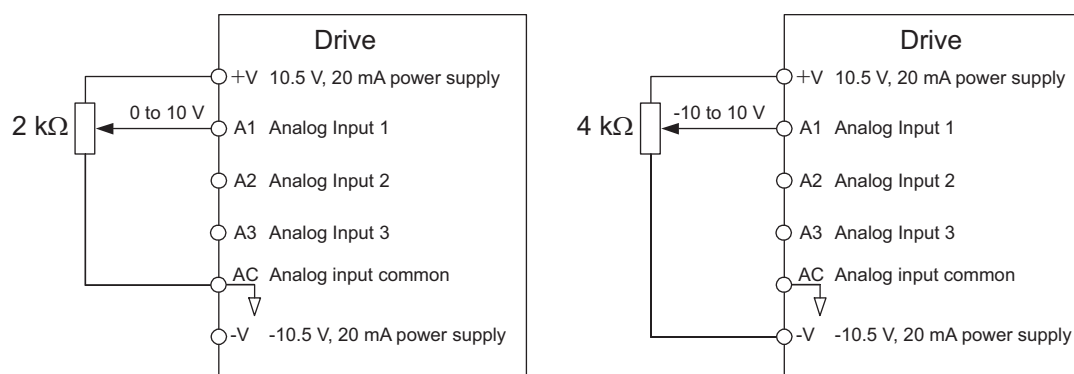 Drive
+V 10.5 V, 20 mA power supply
2 kΩ
0 to 10 V
A1 Analog Input 1
A2 Analog Input 2
A3 Analog Input 3
AC Analog input common
-V -10.5 V, 20 mA power supply
Drive
+V 10.5 V, 20 mA power supply
4 kΩ
-10 to 10 V
A1 Analog Input 1
A2 Analog Input 2
A3 Analog Input 3
AC Analog input common
-V -10.5 V, 20 mA power supply